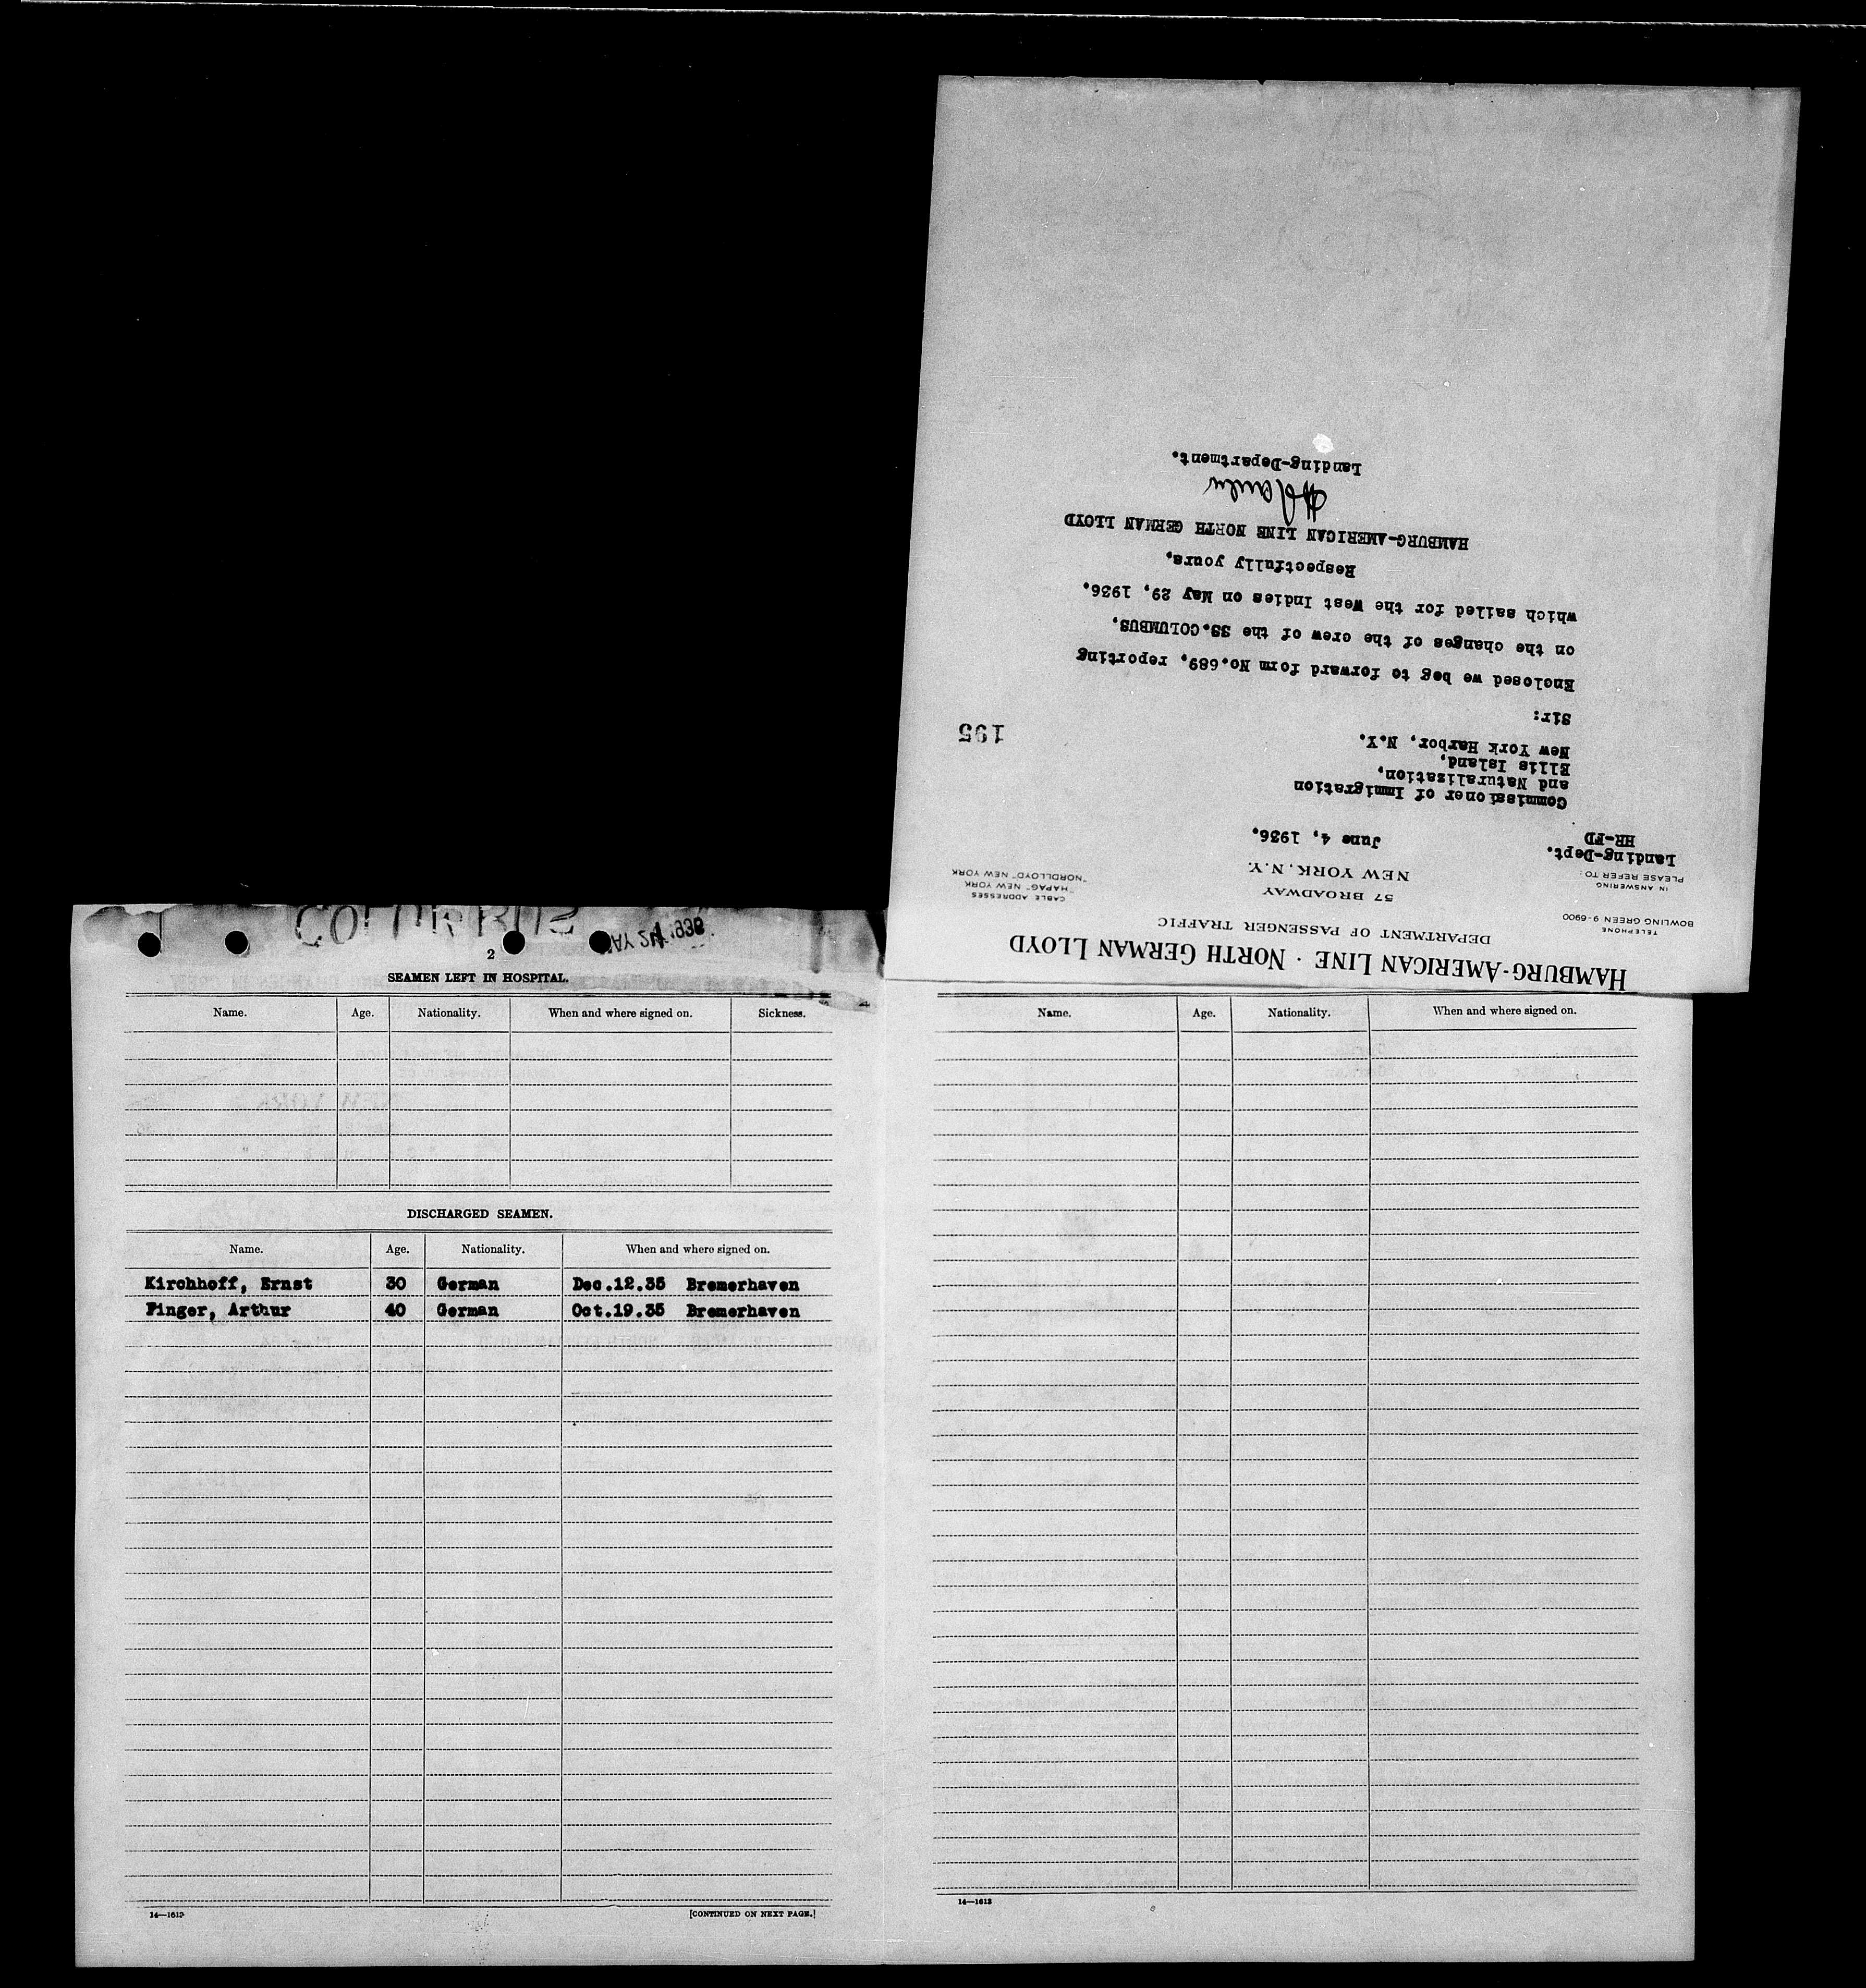 HAMBURG-AMERICAN LINE · NORTH GERMAN LLOYD
DEPARTMENT OF PASSENGER TRAFFIC
TELEPHONE
BOWLING GREEN 9-6900
57 BROADWAY
NEW YORK, N.Y.
CABLE ADDRESSES
"HAPAG" NEW YORK
"NORDLLOYD" NEW YORK
IN ANSWERING
PLEASE REFER TO:
Landing-Dept.
HR-FD
June 4, 1936.
Commissioner of Immigration
and Naturalization,
Ellis Island,
New York Harbor, N.Y.
195
Sir:
Enclosed we beg to forward form No.689, reporting
on the changes of the crew of the SS.COLUMBUS,
which sailed for the West Indies on May 29, 1936.
Respectfully yours,
HAMBURG-AMERICAN LINE NORTH GERMAN LLOYD
Landing-Department.
COLUMBUS
2
SEAMEN LEFT IN HOSPITAL.
Name. Age. Nationality. When and where signed on. Sickness.
DISCHARGED SEAMEN.
Name. Age. Nationality. When and where signed on.
Kirchhoff, Ernst 30 German Dec.12.35 Bremerhaven
Finger, Arthur 40 German Oct.19.35 Bremerhaven
14—1613
[CONTINUED ON NEXT PAGE.]
Name. Age. Nationality. When and where signed on.
14—1613